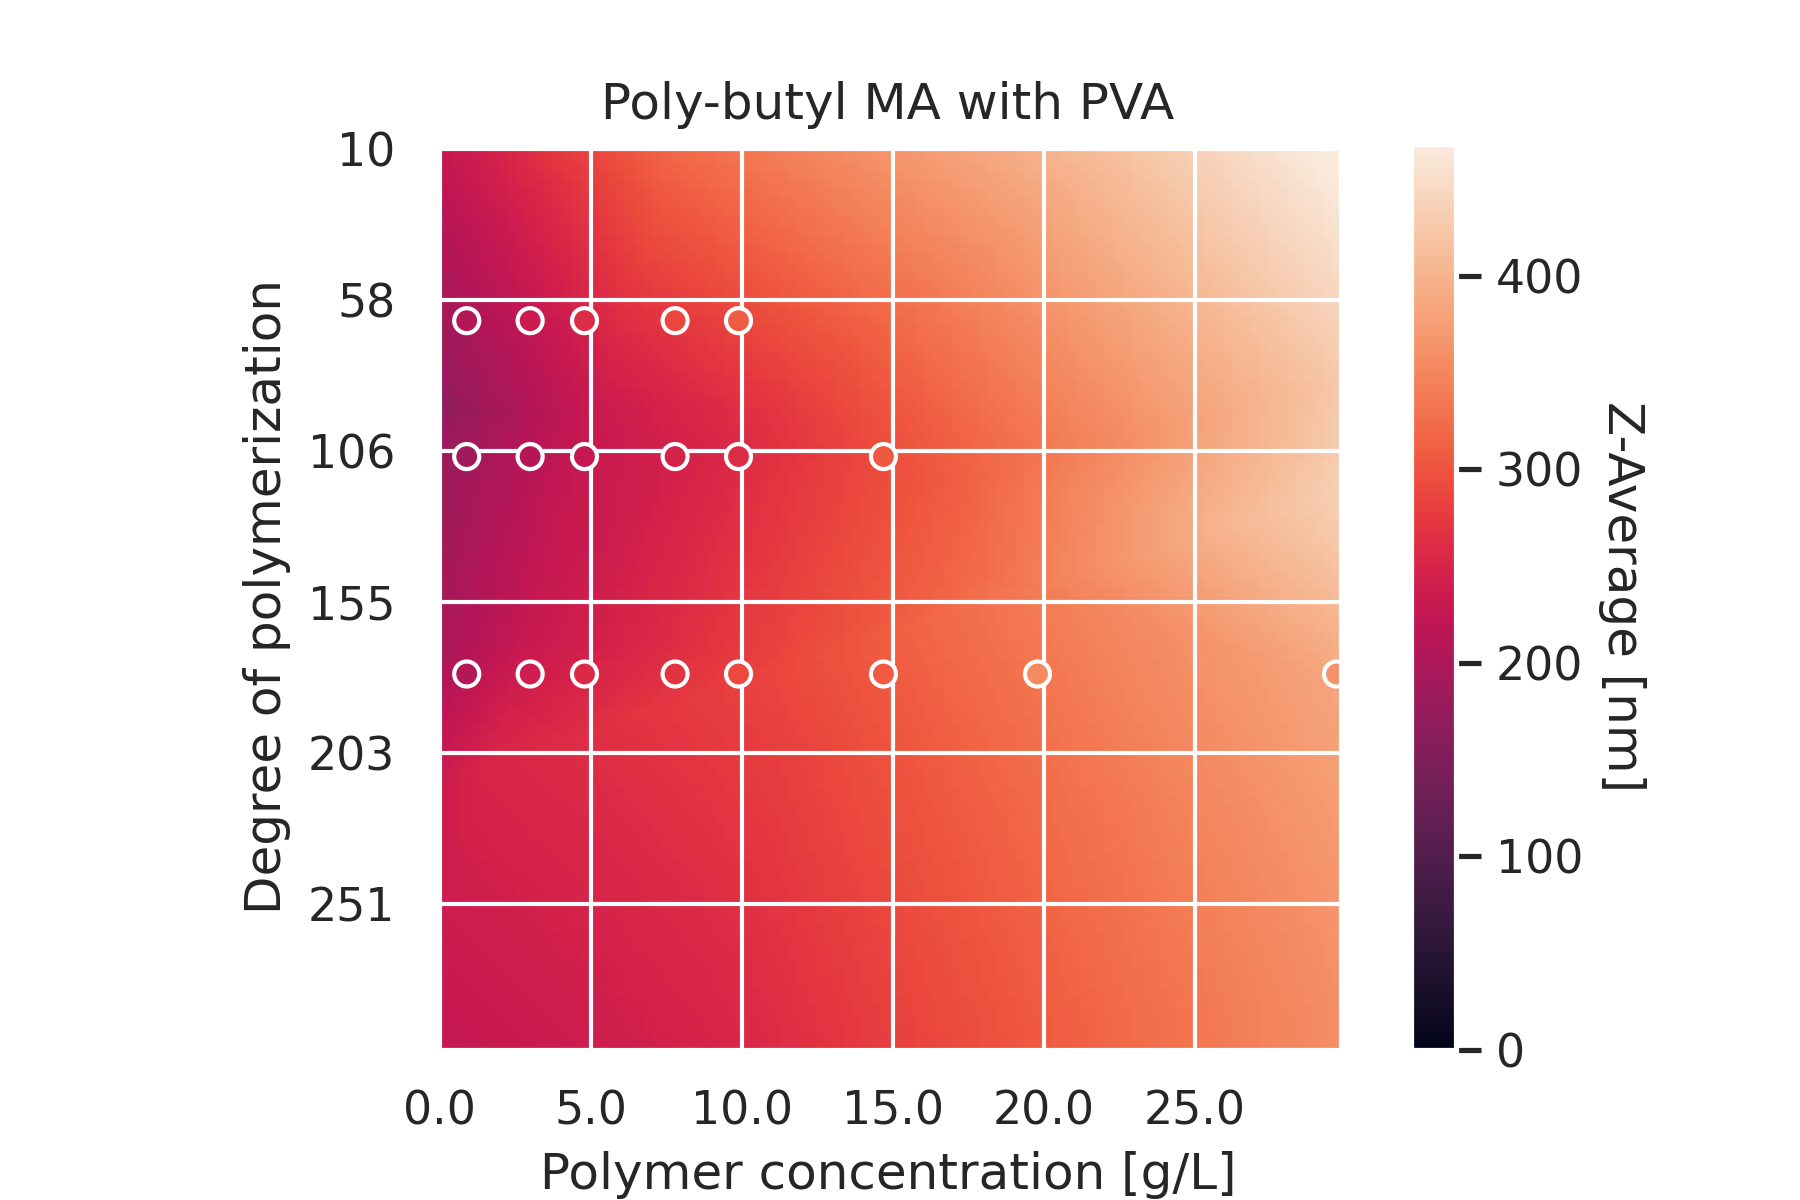 Poly-butyl MA with PVA
10
58
106
155
203
251
Degree of polymerization
0.0 5.0 10.0 15.0 20.0 25.0
Polymer concentration [g/L]
400
300
200
100
0
Z-Average [nm]